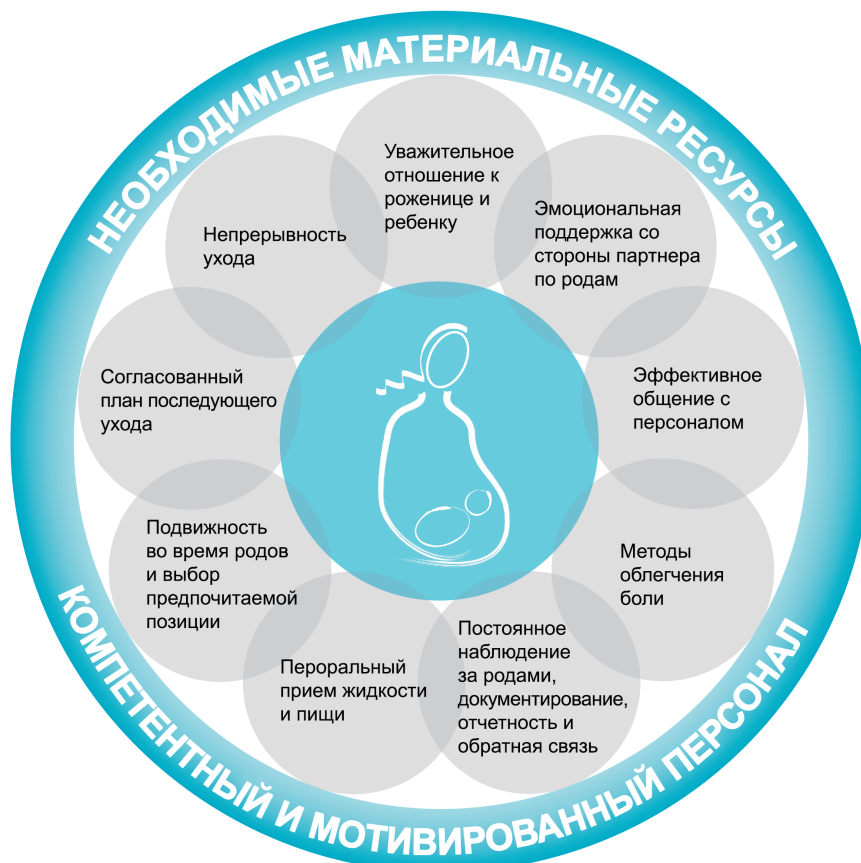 НЕОБХОДИМЫЕ МАТЕРИАЛЬНЫЕ РЕСУРСЫ
Уважительное
отношение к
роженице и
ребенку
Эмоциональная
поддержка со
стороны партнера
по родам
Эффективное
общение с
персоналом
Методы
облегчения
боли
Постоянное
наблюдение
за родами,
документирование,
отчетность и
обратная связь
Пероральный
прием жидкости
и пищи
Подвижность
во время родов
и выбор
предпочитаемой
позиции
Согласованный
план последующего
ухода
Непрерывность
ухода
КОМПЕТЕНТНЫЙ И МОТИВИРОВАННЫЙ ПЕРСОНАЛ